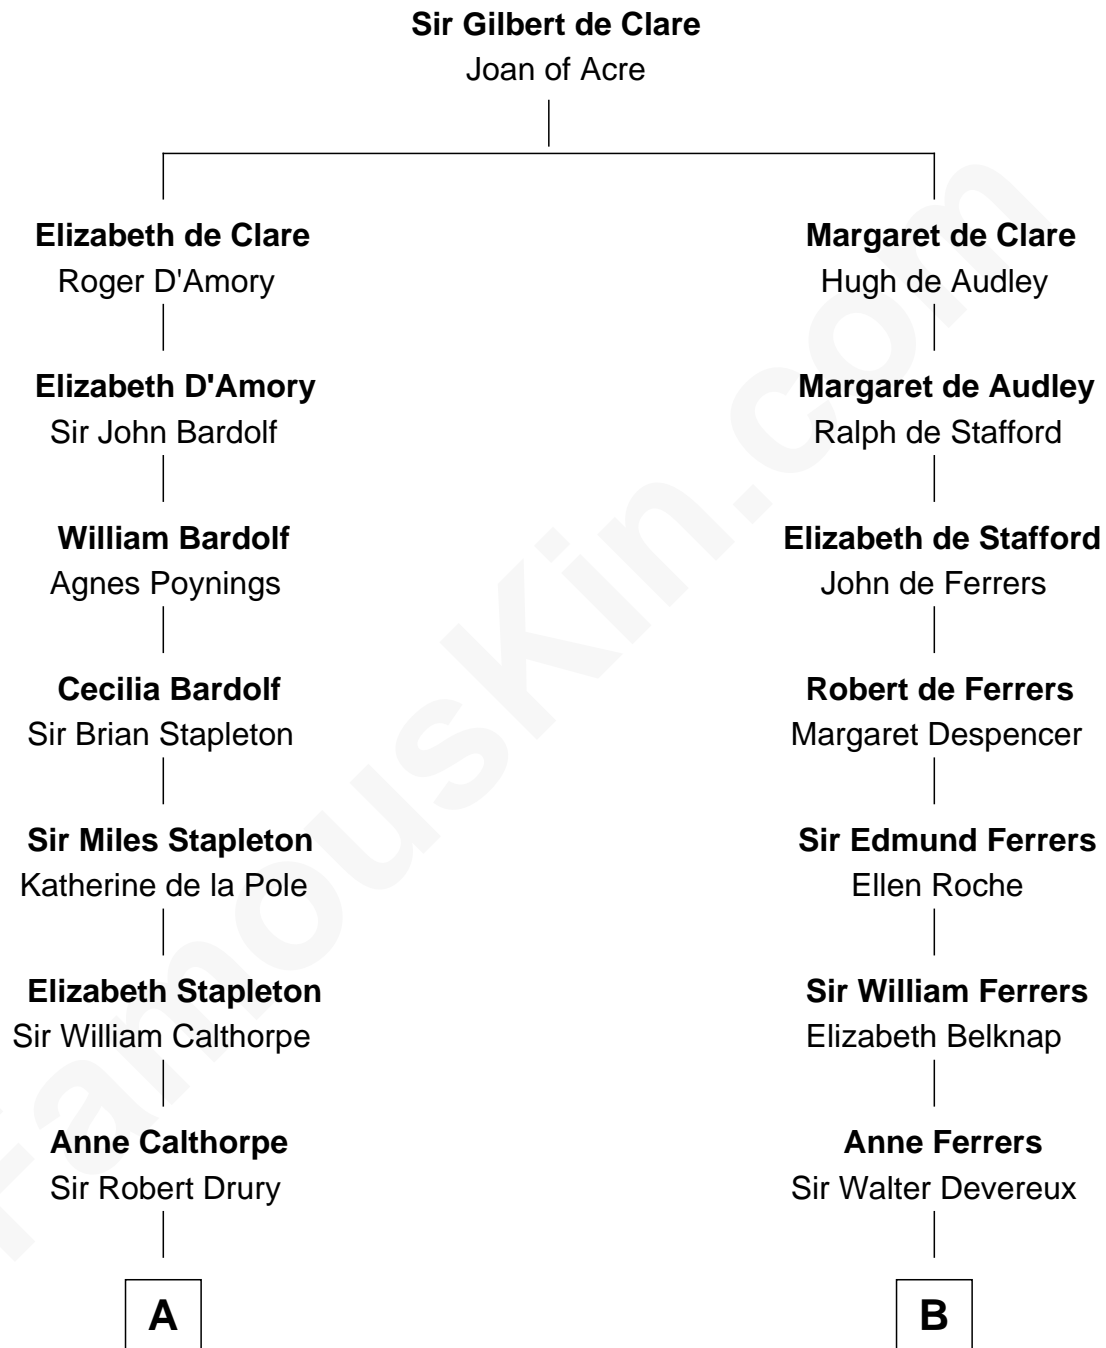 Sir Gilbert de Clare
Joan of Acre
Elizabeth de Clare
Roger D'Amory
Margaret de Clare
Hugh de Audley
Elizabeth D'Amory
Sir John Bardolf
Margaret de Audley
Ralph de Stafford
William Bardolf
Agnes Poynings
Elizabeth de Stafford
John de Ferrers
Cecilia Bardolf
Sir Brian Stapleton
Robert de Ferrers
Margaret Despencer
Sir Miles Stapleton
Katherine de la Pole
Sir Edmund Ferrers
Ellen Roche
Elizabeth Stapleton
Sir William Calthorpe
Sir William Ferrers
Elizabeth Belknap
Anne Calthorpe
Sir Robert Drury
Anne Ferrers
Sir Walter Devereux
A
B
FamousKin.com